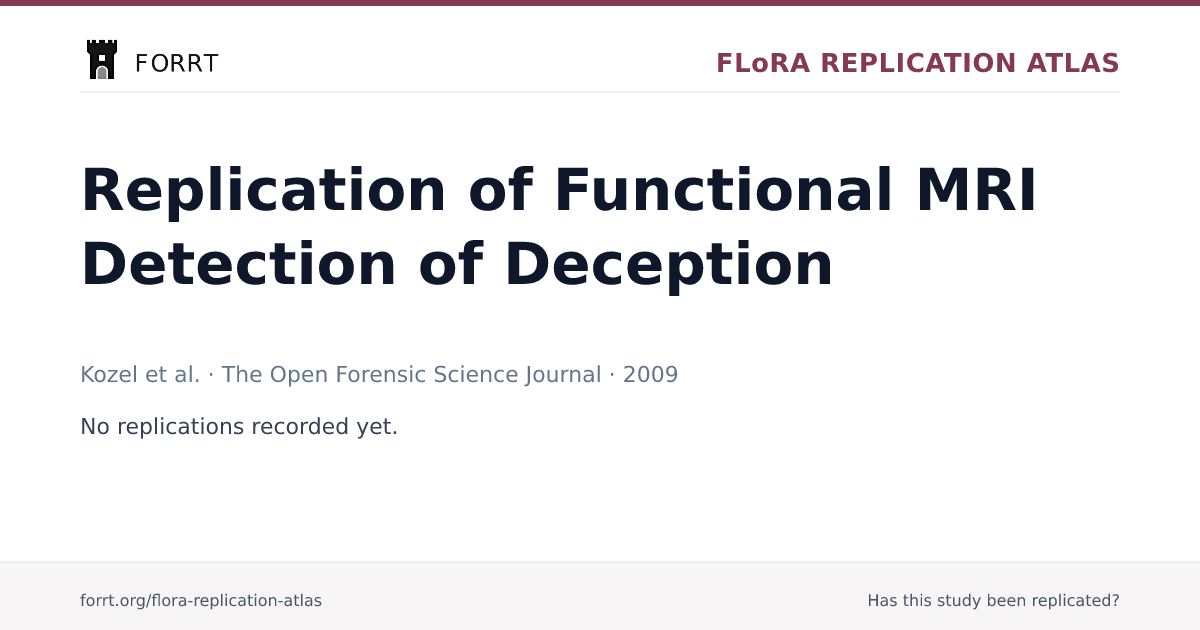 FORRT
FLoRA REPLICATION ATLAS
Replication of Functional MRI
Detection of Deception
Kozel et al. · The Open Forensic Science Journal · 2009
No replications recorded yet.
forrt.org/flora-replication-atlas
Has this study been replicated?